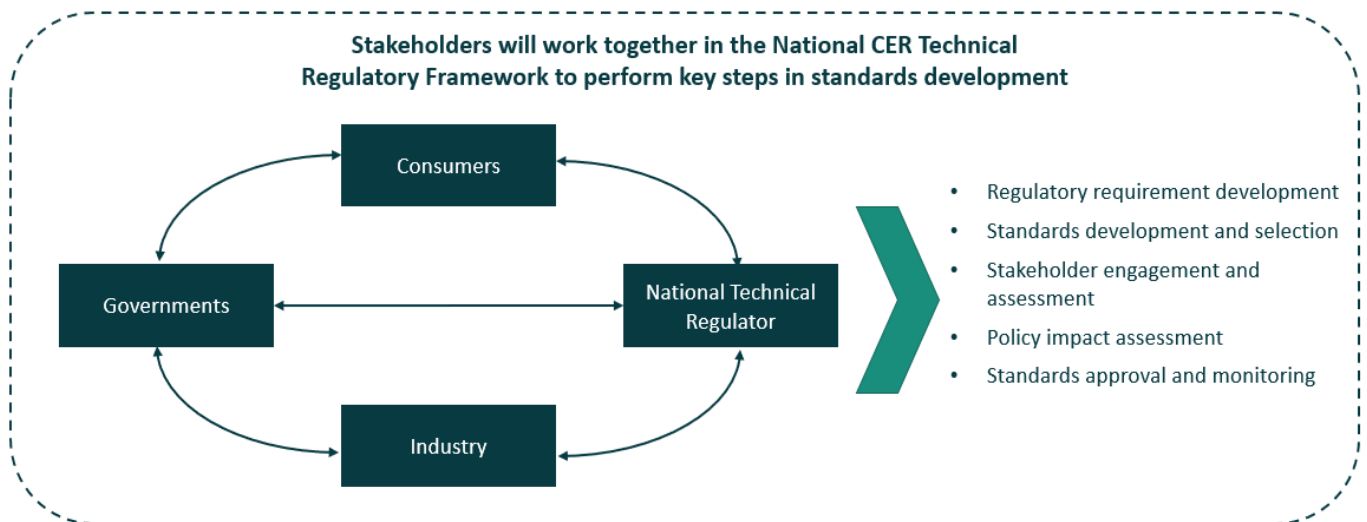 Stakeholders will work together in the National CER Technical
Regulatory Framework to perform key steps in standards development
Consumers
Governments
National Technical
Regulator
Industry
• Regulatory requirement development
• Standards development and selection
• Stakeholder engagement and
assessment
• Policy impact assessment
• Standards approval and monitoring